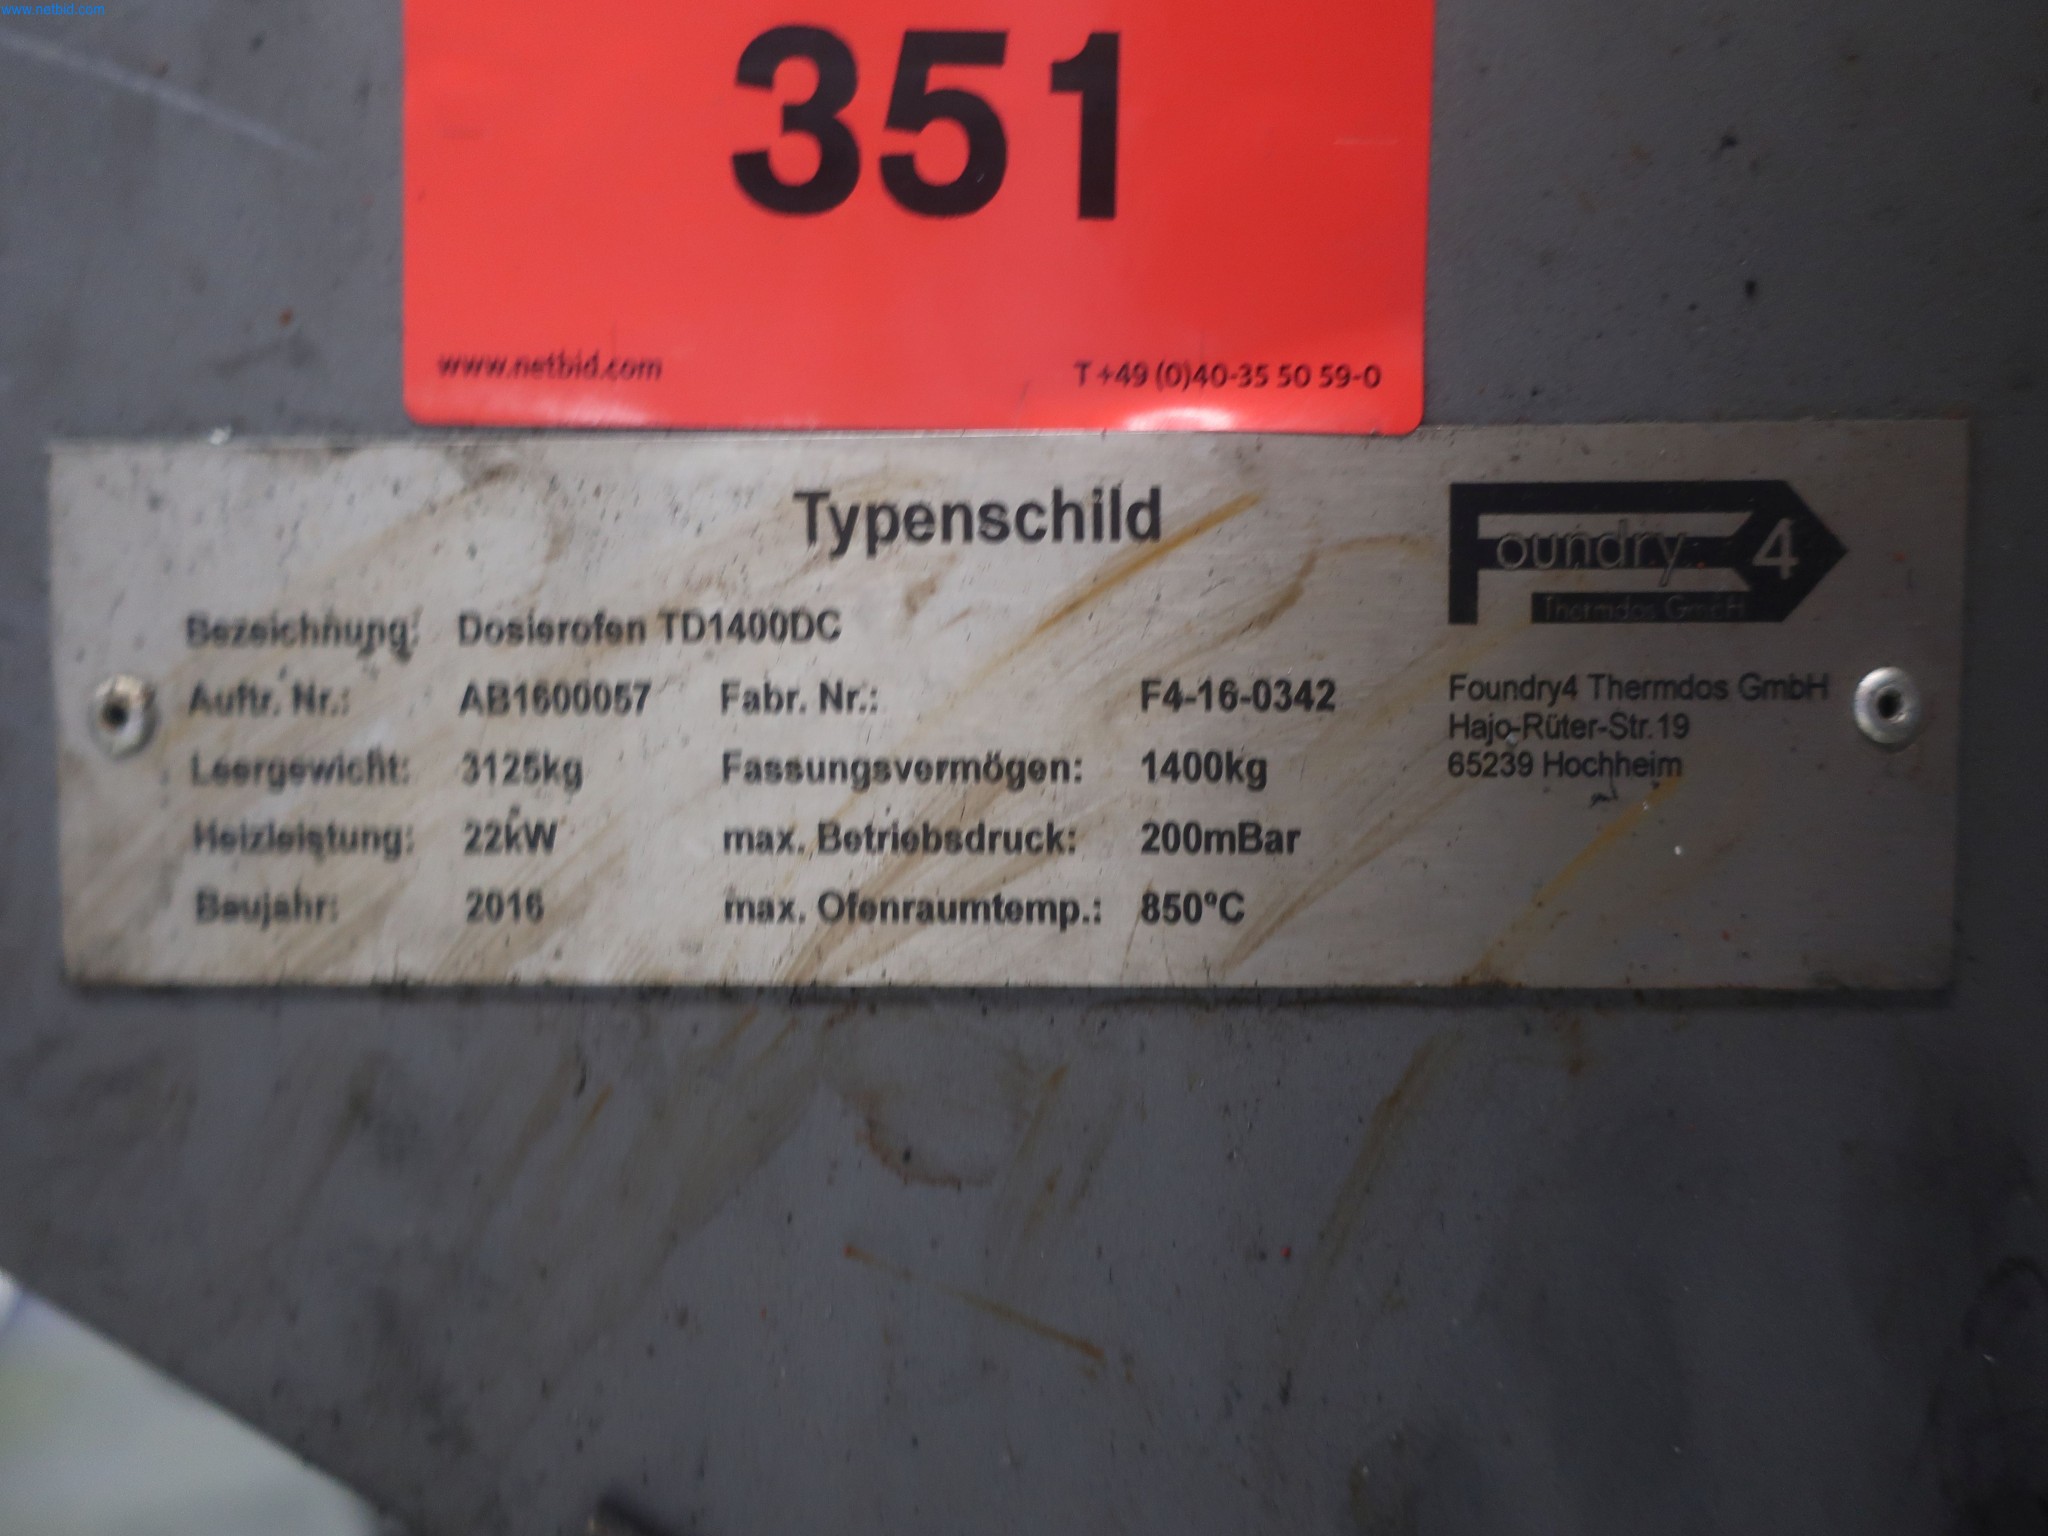 www.netbid.com
351
www.netbid.com T +49 (0)40-35 50 59-0
Typenschild
Foundry 4
Thermdos GmbH
Bezeichnung: Dosierofen TD1400DC
Auftr. Nr.: AB1600057 Fabr. Nr.: F4-16-0342
Leergewicht: 3125kg Fassungsvermögen: 1400kg
Heizleistung: 22kW max. Betriebsdruck: 200mBar
Baujahr: 2016 max. Ofenraumtemp.: 850°C
Foundry4 Thermdos GmbH
Hajo-Rüter-Str.19
65239 Hochheim